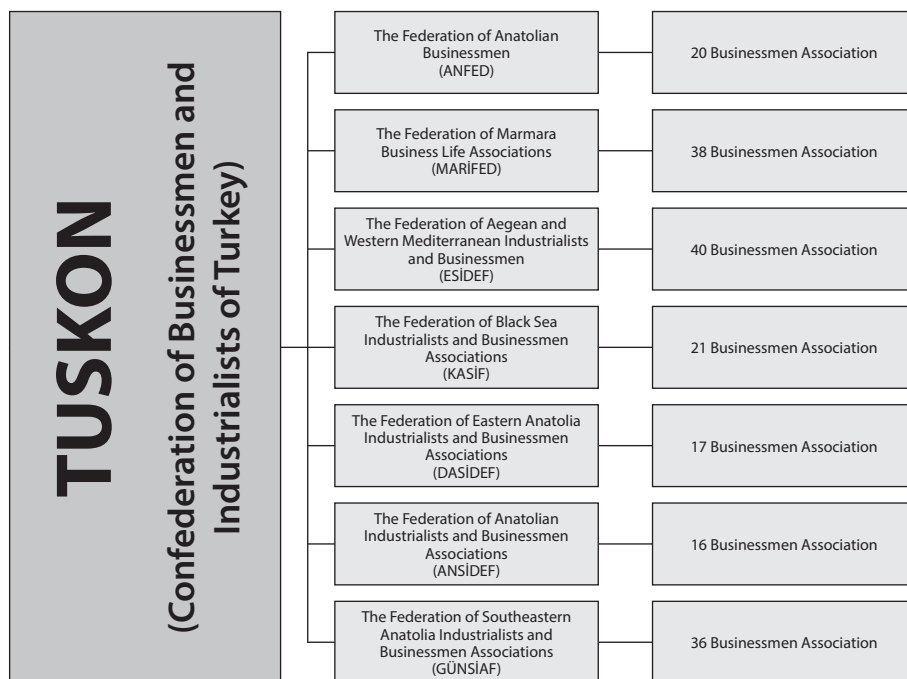 TUSKON
(Confederation of Businessmen and
Industrialists of Turkey)
The Federation of Anatolian
Businessmen
(ANFED)
20 Businessmen Association
The Federation of Marmara
Business Life Associations
(MARİFED)
38 Businessmen Association
The Federation of Aegean and
Western Mediterranean Industrialists
and Businessmen
(ESİDEF)
40 Businessmen Association
The Federation of Black Sea
Industrialists and Businessmen
Associations
(KASİF)
21 Businessmen Association
The Federation of Eastern Anatolia
Industrialists and Businessmen
Associations
(DASİDEF)
17 Businessmen Association
The Federation of Anatolian
Industrialists and Businessmen
Associations
(ANSİDEF)
16 Businessmen Association
The Federation of Southeastern
Anatolia Industrialists and
Businessmen Associations
(GÜNSİAF)
36 Businessmen Association